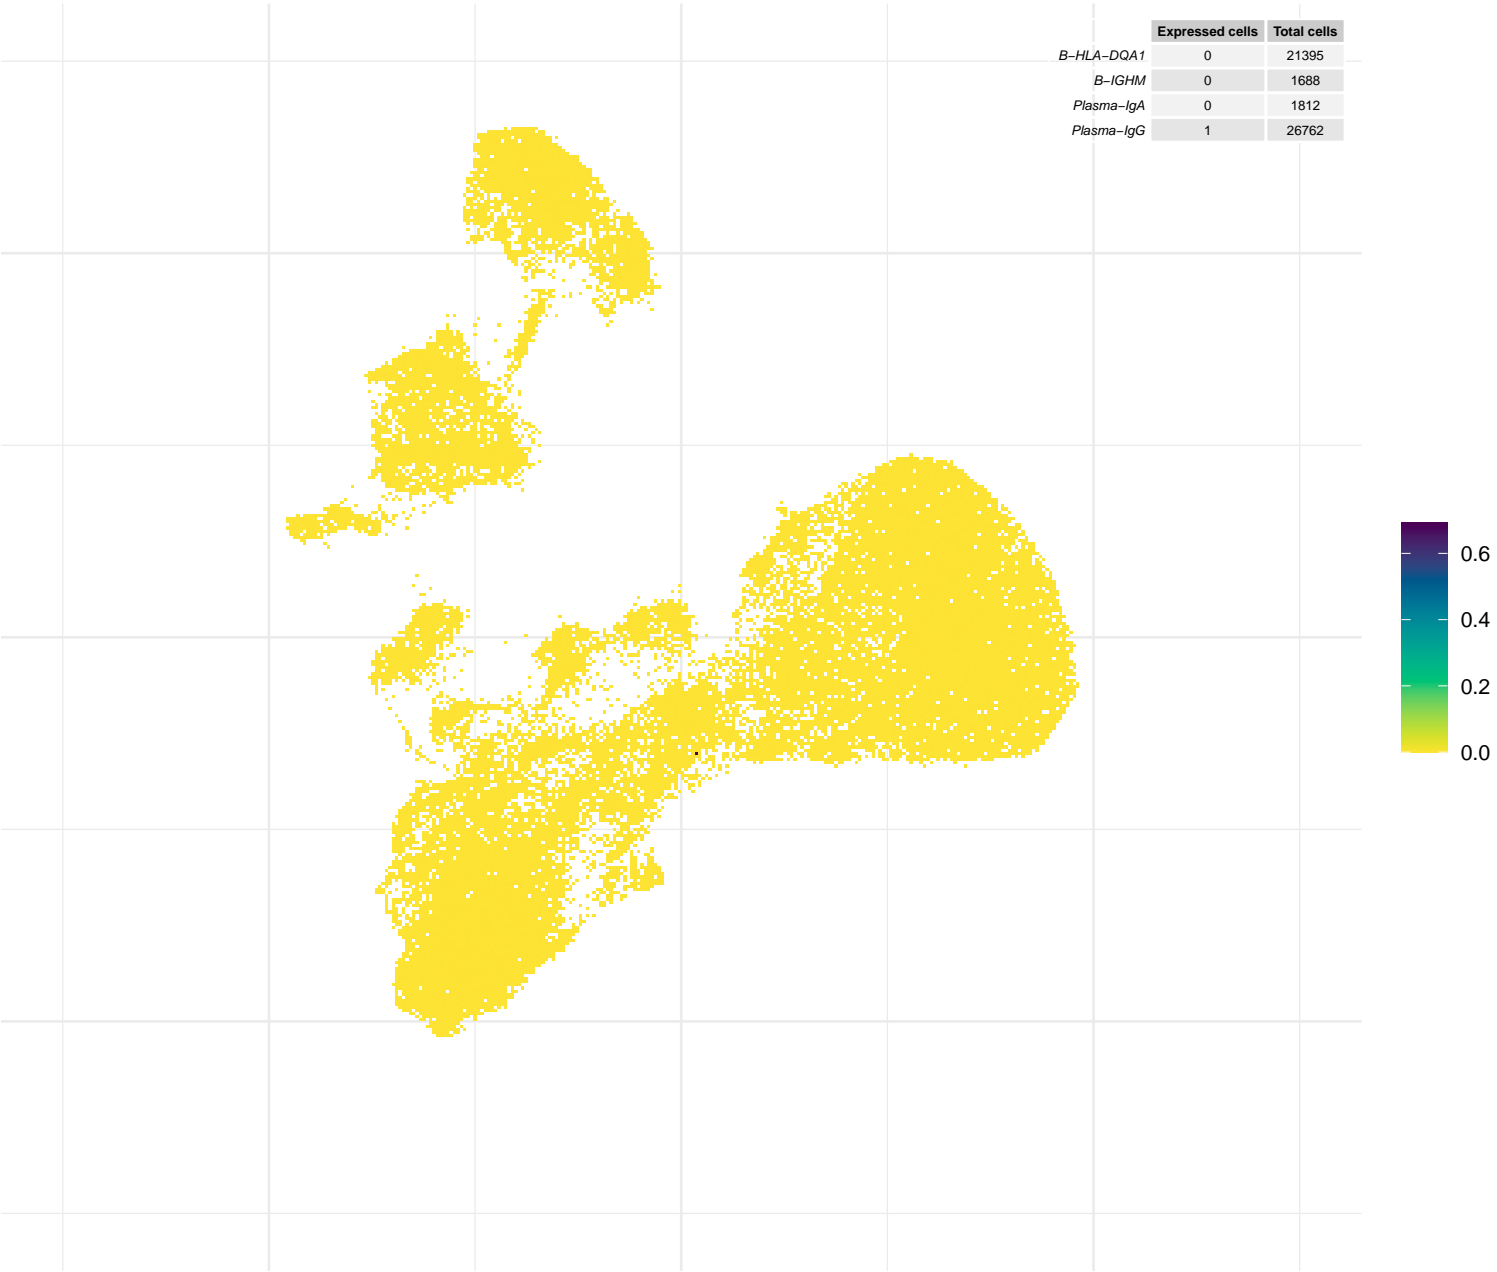 Expressed cells Total cells
B−HLA−DQA1 0 21395
B−IGHM 0 1688
Plasma−IgA 0 1812
Plasma−IgG 1 26762
0.6
0.4
0.2
0.0